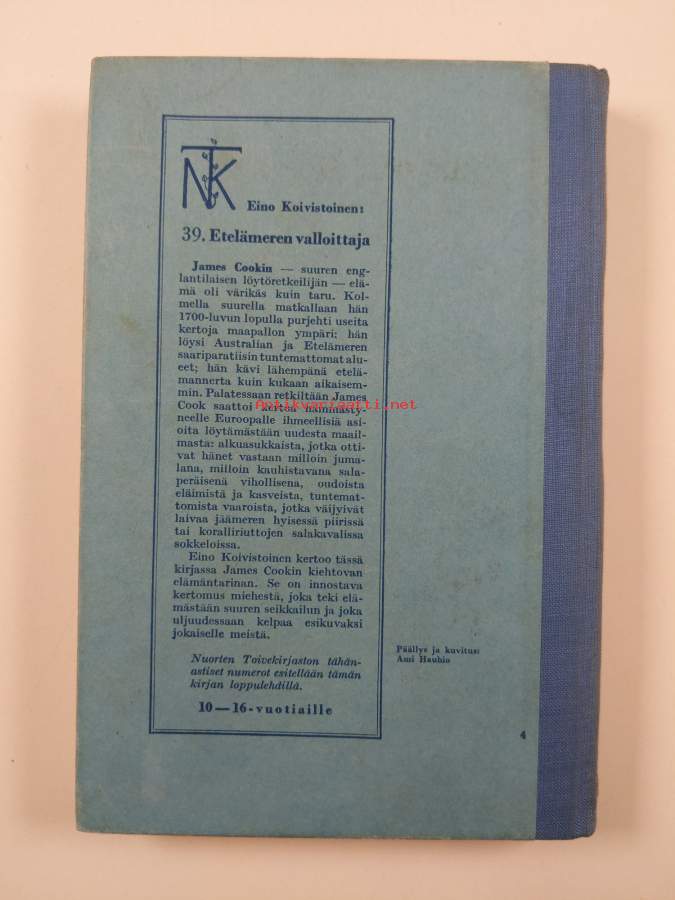 NTK
Eino Koivistoinen:
39. Etelämeren valloittaja
James Cookin — suuren eng-
lantilaisen löytöretkeilijän — elä-
mä oli värikäs kuin taru. Kol-
mella suurella matkallaan hän
1700-luvun lopulla purjehti useita
kertoja maapallon ympäri: hän
löysi Australian ja Etelämeren
saariparatiisin tuntemattomat alu-
eet; hän kävi lähempänä etelä-
mannerta kuin kukaan aikaisem-
min. Palatessaan retkiltään James
Cook saattoi kertoa hämmästy-
neelle Euroopalle ihmeellisiä asi-
oita löytämästään uudesta maail-
masta: alkuasukkaista, jotka otti-
vat hänet vastaan milloin juma-
lana, milloin kauhistavana sala-
peräisenä vihollisena, oudoista
eläimistä ja kasveista, tuntemat-
tomista vaaroista, jotka väijyivät
laivaa jäämeren hyisessä piirissä
tai koralliriuttojen salakavalissa
sokkeloissa.
Eino Koivistoinen kertoo tässä
kirjassa James Cookin kiehtovan
elämäntarinan. Se on innostava
kertomus miehestä, joka teki elä-
mästään suuren seikkailun ja joka
uljuudessaan kelpaa esikuvaksi
jokaiselle meistä.
Nuorten Toivekirjaston tähän-
astiset numerot esitellään tämän
kirjan loppulehdillä.
10—16-vuotiaille
Päällys ja kuvitus:
Ami Hauhio
4
Antikvariaatti.net